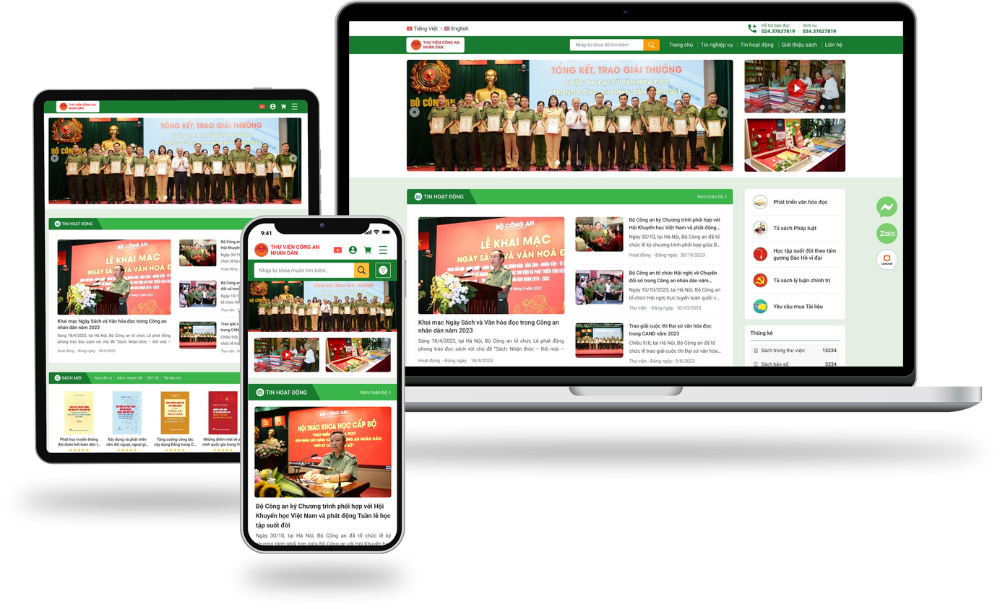 Tiếng Việt
English
Hỗ trợ bạn đọc:
024.37627819
Dịch vụ:
024.37627819
THƯ VIỆN CÔNG AN
NHÂN DÂN
Nhập từ khóa để tìm kiếm
Trang chủ
Tin nghiệp vụ
Tin hoạt động
Giới thiệu sách
Liên hệ
TỔNG KẾT, TRAO GIẢI THƯỞNG
CUỘC THI ĐẠI SỨ VĂN HÓA ĐỌC
TRONG CÔNG AN NHÂN DÂN NĂM 2023
BỘ CÔNG AN
TIN HOẠT ĐỘNG
Xem toàn bộ
BỘ CÔNG AN
LỄ KHAI MẠC
NGÀY SÁCH VÀ VĂN HOÁ Đ
Khai mạc Ngày Sách và Văn hóa đọc trong Công an
nhân dân năm 2023
Sáng 18/4/2023, tại Hà Nội, Bộ Công an tổ chức Lễ phát động
phong trào đọc sách với chủ đề “Sách: Nhận thức – Đổi mới –
Hoạt động - Đăng ngày: 18/4/2023
Bộ Công an ký Chương trình phối hợp với
Hội Khuyến học Việt Nam và phát động...
Ngày 30/10, tại Hà Nội, Bộ Công an đã tổ
chức lễ ký chương trình phối hợp giữa B...
Hoạt động - Đăng ngày: 30/10/2023
Bộ Công an tổ chức Hội nghị về Chuyển
đổi số trong Công an nhân dân năm...
Ngày 10/10/2023, tại Hà Nội, Bộ Công an
tổ chức Hội nghị trực tuyến toàn quốc v...
Thư viện - Đăng ngày: 10/10/2023
Trao giải cuộc thi Đại sứ văn hóa đọc
trong CAND năm 2023
Chiều 9/8, tại Hà Nội, Bộ Công an đã tổ
chức lễ trao giải cuộc thi Đại sứ văn hóa...
Thư viện - Đăng ngày: 9/8/2023
Phát triển văn hóa đọc
Tủ sách Pháp luật
Học tập suốt đời theo tấm
gương Bác Hồ vĩ đại
Tủ sách lý luận chính trị
Yêu cầu mua Tài liệu
Thống kê
Sách trong thư viện: 15234
Sách bản số: 3234
Zalo
LiveChat
THƯ VIỆN CÔNG AN
NHÂN DÂN
TỔNG KẾT, TRAO GIẢI THƯỞNG
CUỘC THI ĐẠI SỨ VĂN HÓA ĐỌC
TRONG CÔNG AN NHÂN DÂN NĂM 2023
BỘ CÔN
TIN HOẠT ĐỘNG
BỘ CÔNG AN
LỄ KHAI MẠC
NGÀY SÁCH VÀ VĂN HOÁ Đ
Khai mạc Ngày Sách và Văn hóa đọc trong Công an
nhân dân năm 2023
Sáng 18/4/2023, tại Hà Nội, Bộ Công an tổ chức Lễ phát động
phong trào đọc sách với chủ đề “Sách: Nhận thức – Đổi mới –
Hoạt động - Đăng ngày: 18/4/2023
Bộ Công a
Hội Khuyế
Ngày 30/1
chức lễ ký
Hoạt động
Bộ Công a
đổi số tron
Ngày 10/1
tổ chức Hộ
Thư viện -
Trao giải c
trong CAN
Chiều 9/8,
chức lễ tra
Thư viện -
SÁCH MỚI
Sách đề cử
Sách chuyên đề
BST Số
Tài liệu mở
CÔNG AN
NHÂN DÂN
Phát huy truyền thống
đại đoàn kết toàn dân t...
Xây dựng và phát triển
nền đối ngoại, ngoại gi...
Tăng cường công tác
xây dựng Đảng trong C...
Những điểm mới về a
ninh quốc gia trong V
9:41
THƯ VIỆN CÔNG AN
NHÂN DÂN
Nhập từ khóa muốn tìm kiếm...
TỔNG KẾT, TRAO GIẢI THƯỞNG
TIN HOẠT ĐỘNG
Xem toàn bộ
BỘ CÔNG AN
HỘI THẢO KHOA HỌC CẤP BỘ
Bộ Công an ký Chương trình phối hợp với Hội
Khuyến học Việt Nam và phát động Tuần lễ học
tập suốt đời
Ngày 30/10, tại Hà Nội, Bộ Công an đã tổ chức lễ ký
chương trình phối hợp giữa Bộ Công an với Hội Khuyến học